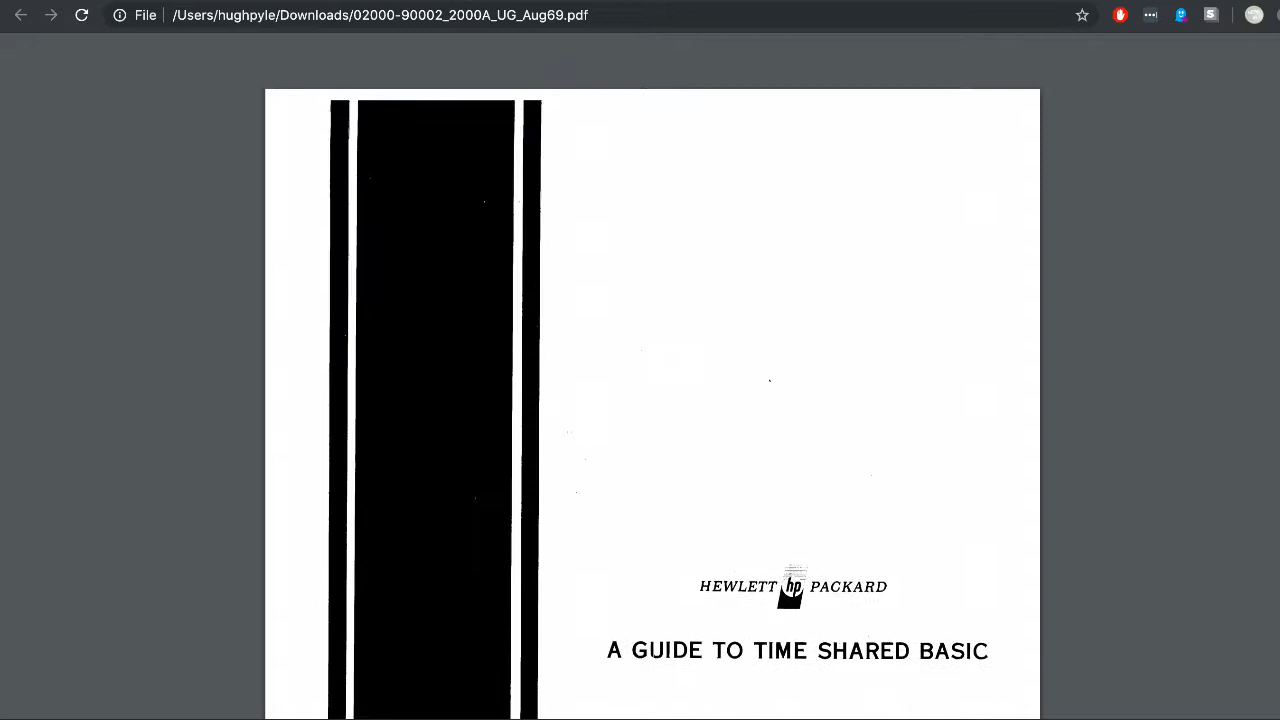 File /Users/hughpyle/Downloads/02000-90002_2000A_UG_Aug69.pdf
S
HEWLETT hp PACKARD
A GUIDE TO TIME SHARED BASIC